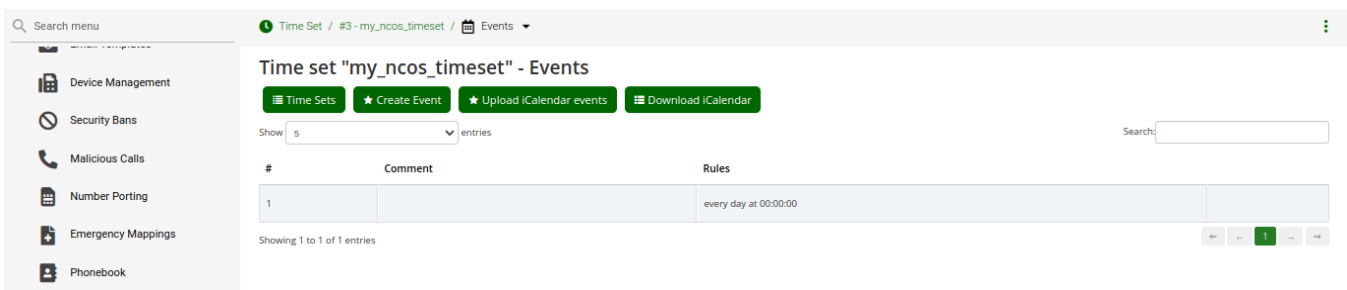 Search menu
Time Set / #3 - my_ncos_timeset / Events
Device Management
Security Bans
Malicious Calls
Number Porting
Emergency Mappings
Phonebook
Time set "my_ncos_timeset" - Events
Time Sets
Create Event
Upload iCalendar events
Download iCalendar
Show 5 entries
Search:
# Comment Rules
1 every day at 00:00:00
Showing 1 to 1 of 1 entries
⇐ ← 1 → ⇒